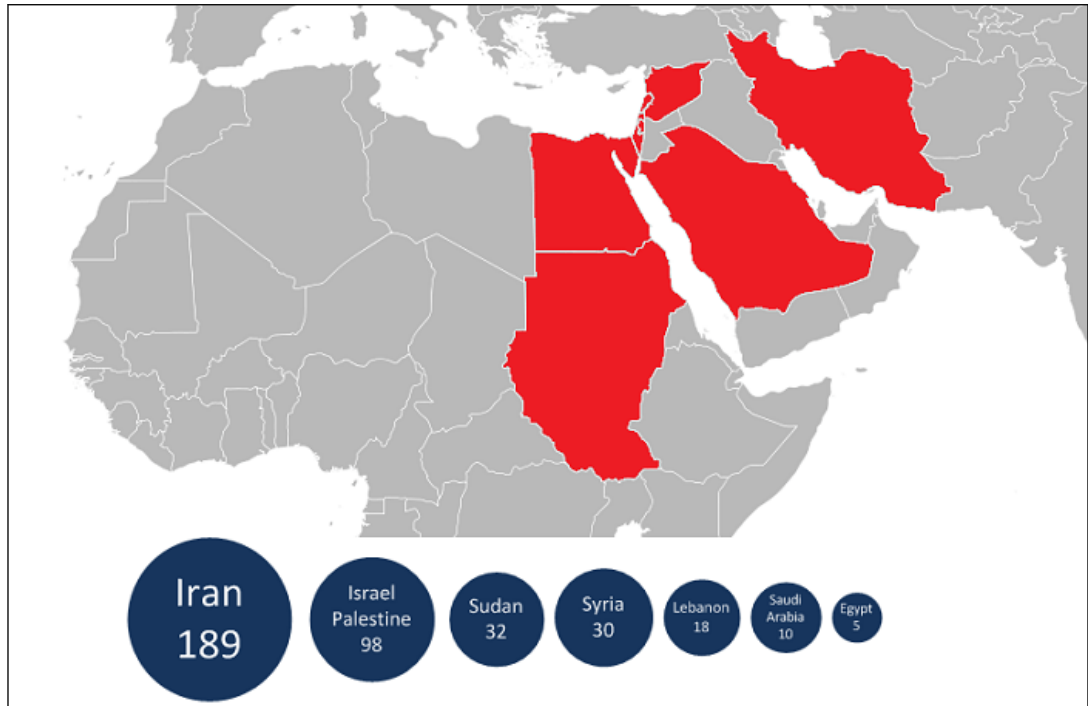 Iran
189
Israel
Palestine
98
Sudan
32
Syria
30
Lebanon
18
Saudi
Arabia
10
Egypt
5